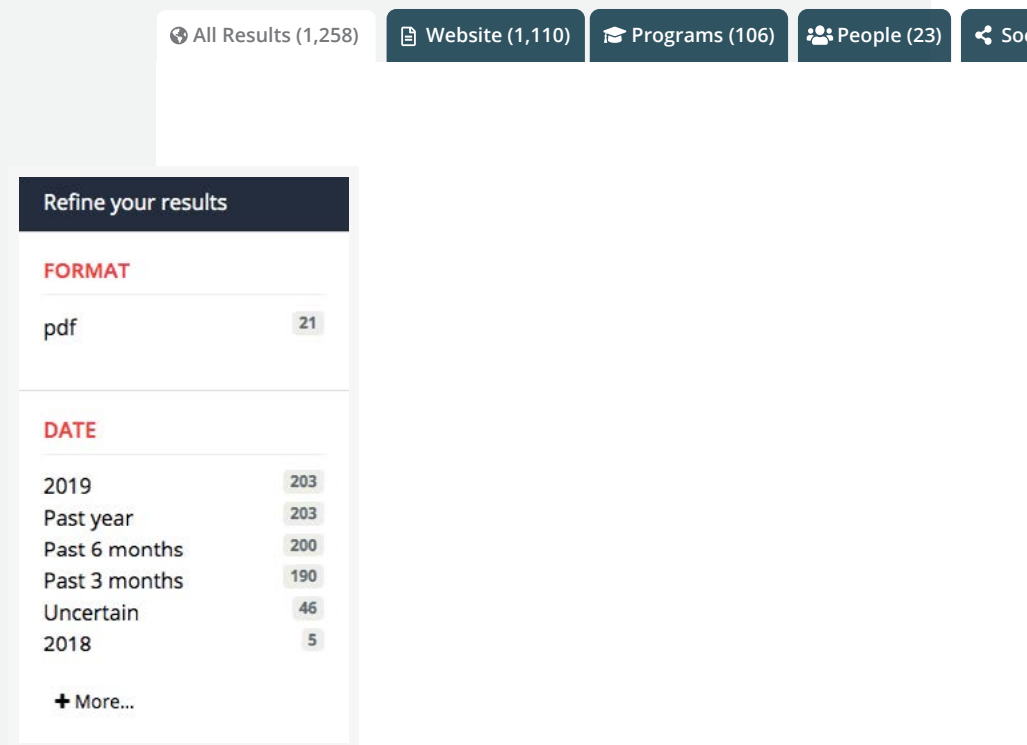 All Results (1,258) Website (1,110) Programs (106) People (23)
Refine your results
FORMAT
pdf 21
DATE
2019 203
Past year 203
Past 6 months 200
Past 3 months 190
Uncertain 46
2018 5
+ More...